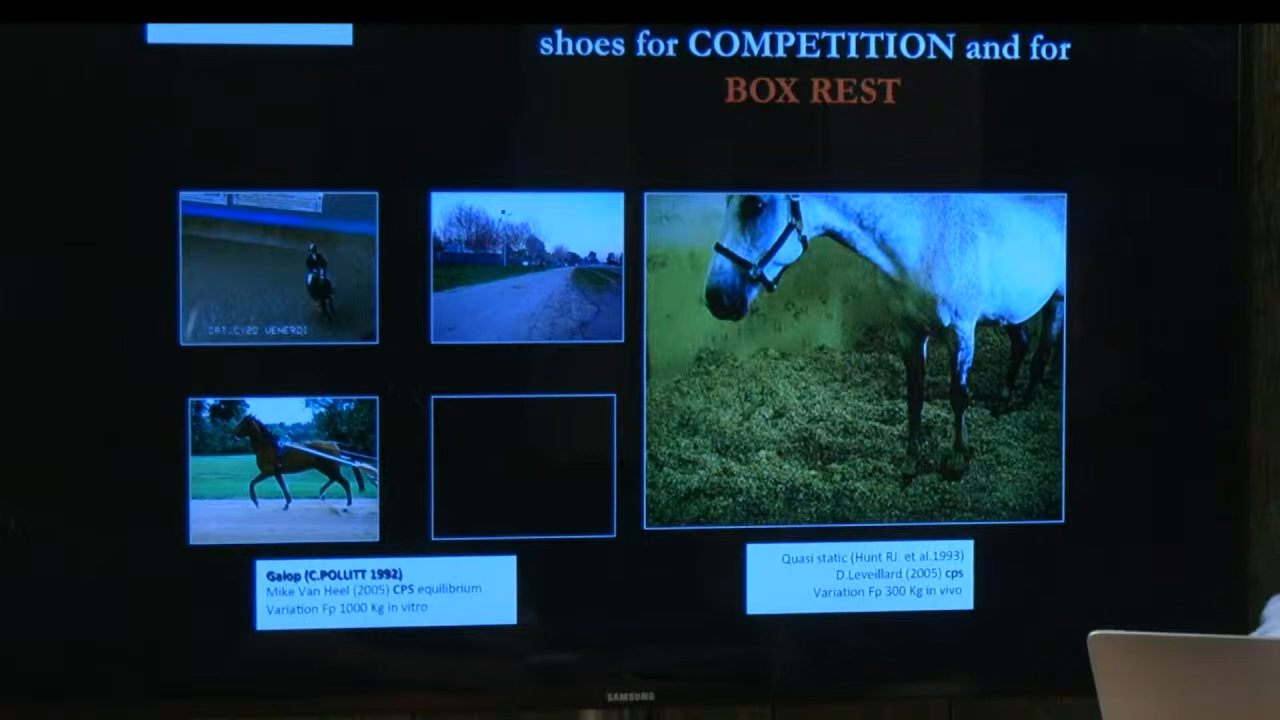 shoes for COMPETITION and for
BOX REST
VENERDI
Galop (C.POLLITT 1992)
Mike Van Heel (2005) CPS equilibrium
Variation Fp 1000 Kg in vitro
Quasi static (Hunt RJ. et al.1993)
D.Leveillard (2005) cps
Variation Fp 300 Kg in vivo
SAMSUNG